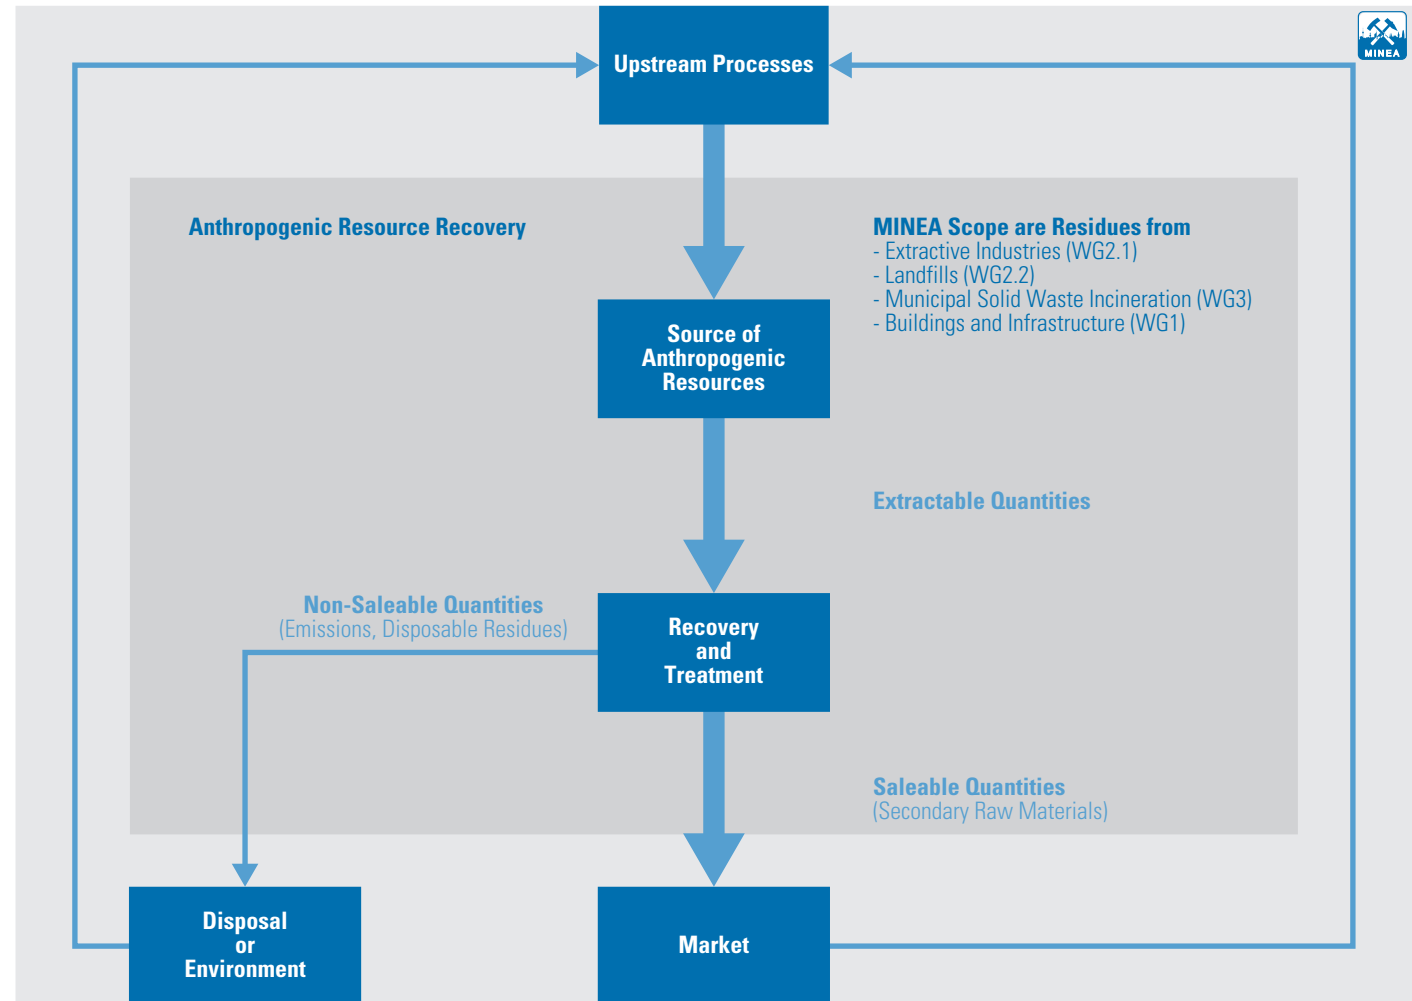 MINEA
Upstream Processes
Anthropogenic Resource Recovery
MINEA Scope are Residues from
- Extractive Industries (WG2.1)
- Landfills (WG2.2)
- Municipal Solid Waste Incineration (WG3)
- Buildings and Infrastructure (WG1)
Source of
Anthropogenic
Resources
Extractable Quantities
Non-Saleable Quantities
(Emissions, Disposable Residues)
Recovery
and
Treatment
Saleable Quantities
(Secondary Raw Materials)
Disposal
or
Environment
Market